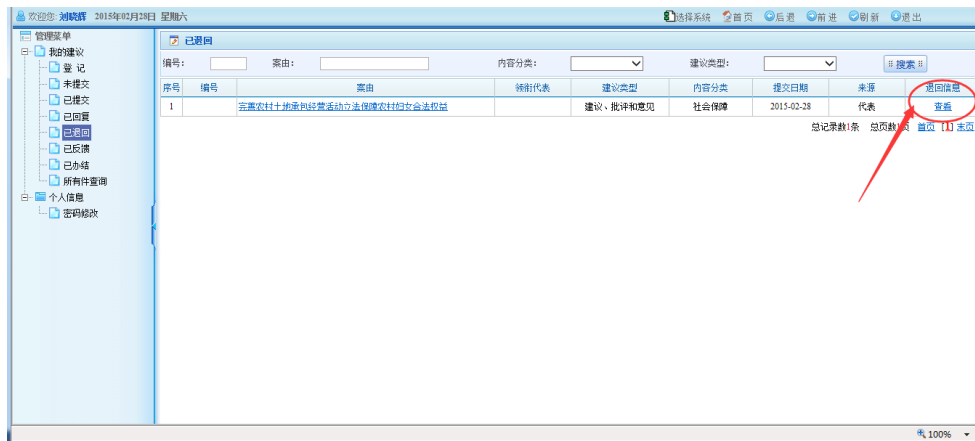 欢迎您: 刘晓辉 2015年02月28日 星期六 选择系统 首页 后退 前进 刷新 退出
管理菜单
我的建议
登 记
未提交
已提交
已回复
已退回
已反馈
已办结
所有件查询
个人信息
密码修改
已退回
编号: 案由: 内容分类: 建议类型: 搜索
序号 编号 案由 领衔代表 建议类型 内容分类 提交日期 来源 退回信息
1 完善农村土地承包经营活动立法保障农村妇女合法权益 建议、批评和意见 社会保障 2015-02-28 代表 查看
总记录数1条 总页数1页 首页 [1] 末页
100%